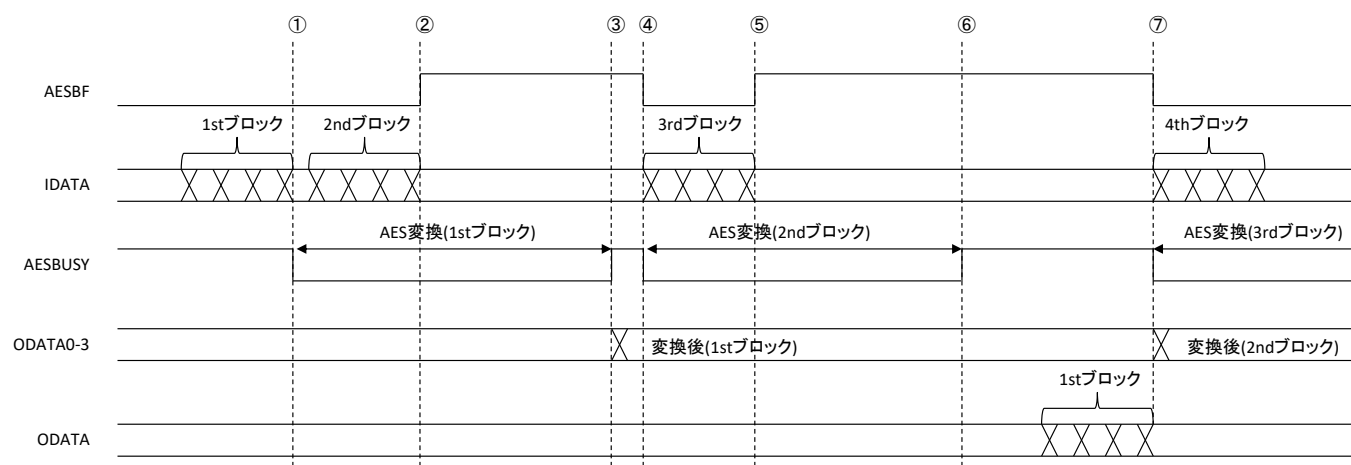 ① ② ③ ④ ⑤ ⑥ ⑦
AESBF
1stブロック 2ndブロック 3rdブロック 4thブロック
IDATA
AES変換(1stブロック) AES変換(2ndブロック) AES変換(3rdブロック)
AESBUSY
ODATA0-3 変換後(1stブロック) 変換後(2ndブロック)
1stブロック
ODATA